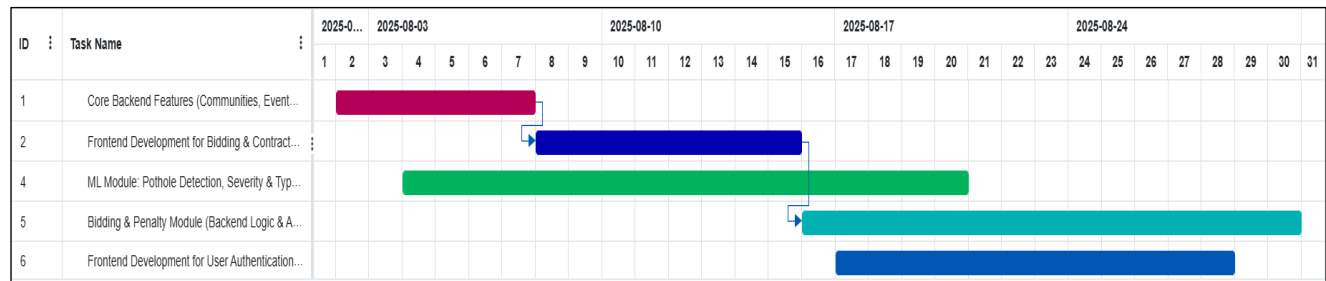 ID ⋮ Task Name ⋮
2025-0... 2025-08-03 2025-08-10 2025-08-17 2025-08-24
1 2 3 4 5 6 7 8 9 10 11 12 13 14 15 16 17 18 19 20 21 22 23 24 25 26 27 28 29 30 31
1 Core Backend Features (Communities, Event...
2 Frontend Development for Bidding & Contract...
4 ML Module: Pothole Detection, Severity & Typ...
5 Bidding & Penalty Module (Backend Logic & A...
6 Frontend Development for User Authentication...